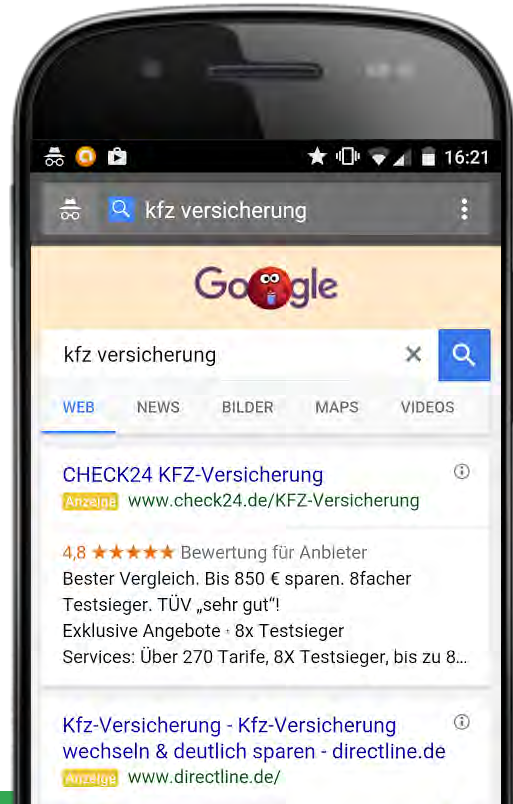 16:21
kfz versicherung
Google
kfz versicherung
WEB NEWS BILDER MAPS VIDEOS
CHECK24 KFZ-Versicherung
Anzeige www.check24.de/KFZ-Versicherung
4,8 ★★★★★ Bewertung für Anbieter
Bester Vergleich. Bis 850 € sparen. 8facher
Testsieger. TÜV „sehr gut“!
Exklusive Angebote · 8x Testsieger
Services: Über 270 Tarife, 8X Testsieger, bis zu 8...
Kfz-Versicherung - Kfz-Versicherung
wechseln & deutlich sparen - directline.de
Anzeige www.directline.de/